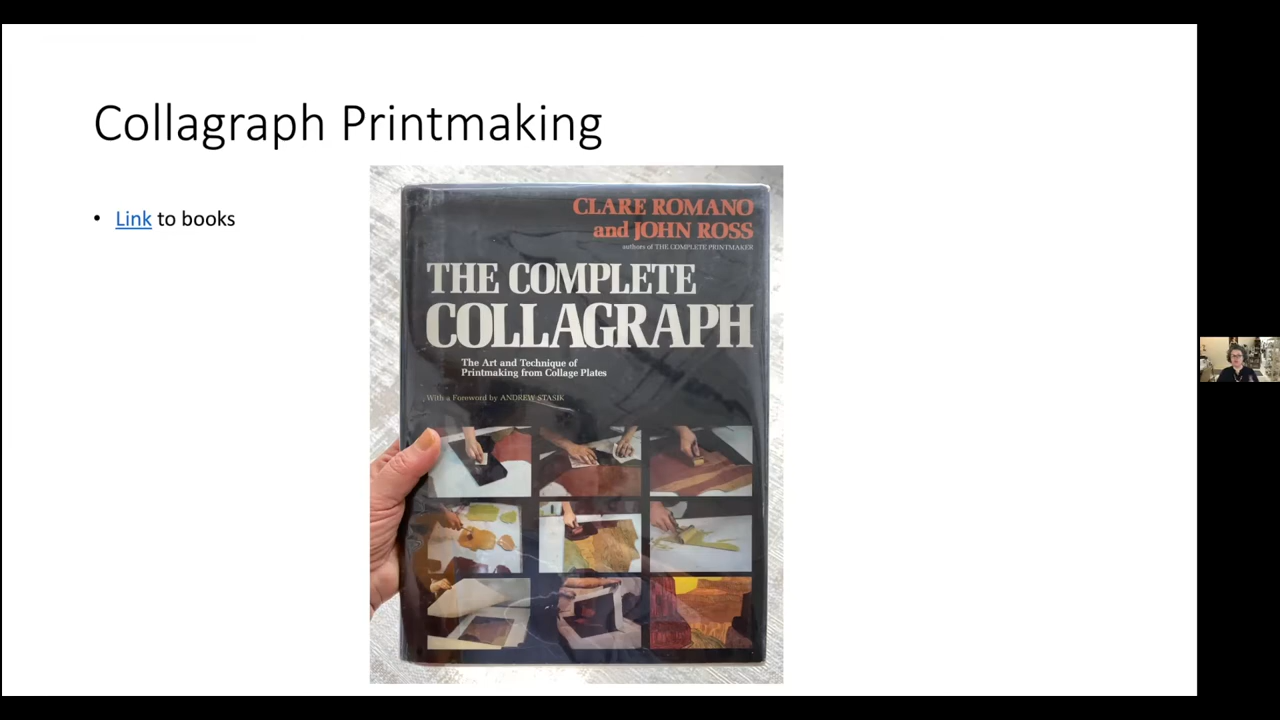 Collagraph Printmaking
• Link to books
CLARE ROMANO
and JOHN ROSS
authors of THE COMPLETE PRINTMAKER
THE COMPLETE
COLLAGRAPH
The Art and Technique of
Printmaking from Collage Plates
With a Foreword by ANDREW STASIK